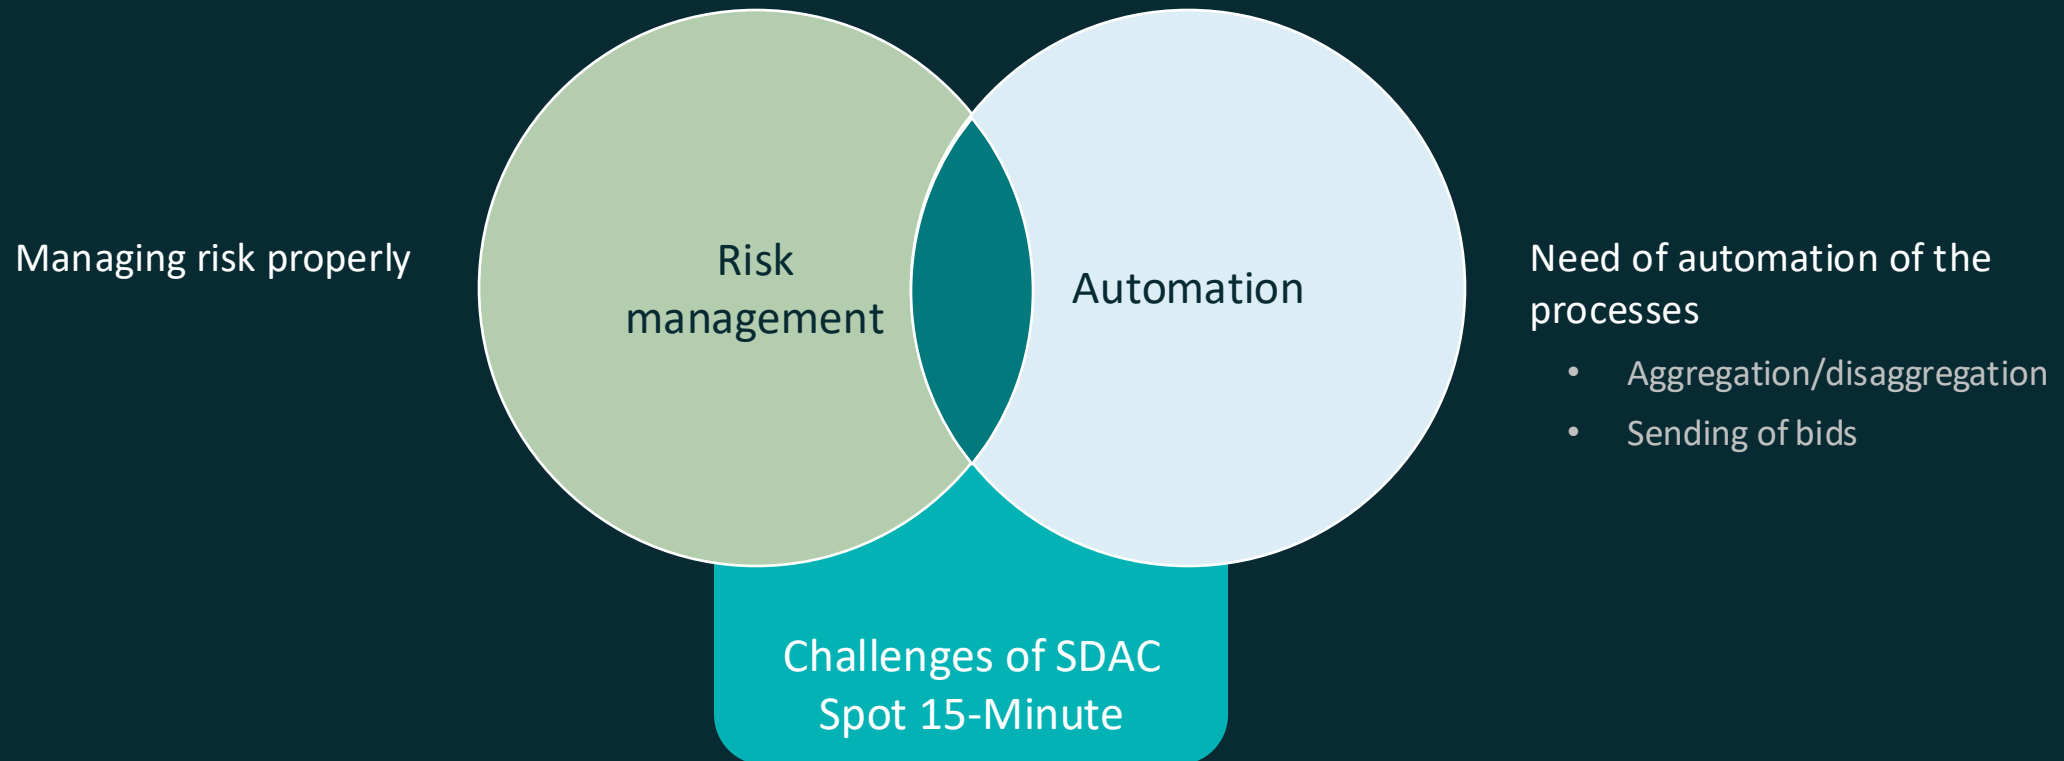 Managing risk properly
Risk
management
Automation
Need of automation of the
processes
• Aggregation/disaggregation
• Sending of bids
Challenges of SDAC
Spot 15-Minute